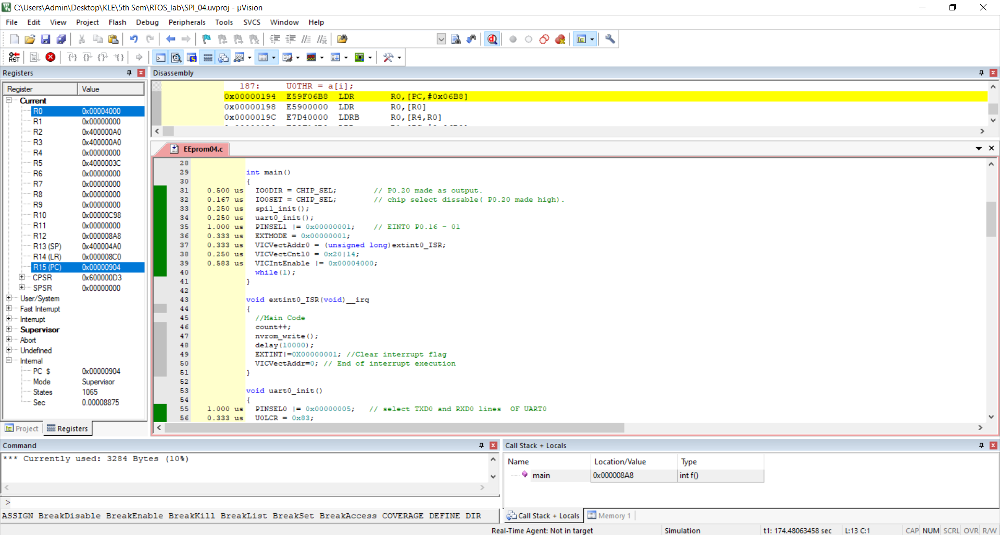 C:\Users\Admin\Desktop\KLE\5th Sem\RTOS_lab\SPI_04.uvproj - µVision
File Edit View Project Flash Debug Peripherals Tools SVCS Window Help
RST
Registers
Register Value
Current
R0 0x00004000
R1 0x00000000
R2 0x400000A0
R3 0x400000A0
R4 0x00000000
R5 0x4000003C
R6 0x00000000
R7 0x00000000
R8 0x00000000
R9 0x00000000
R10 0x00000C98
R11 0x00000000
R12 0x000008A8
R13 (SP) 0x400004A0
R14 (LR) 0x000008C0
R15 (PC) 0x00000904
CPSR 0x600000D3
SPSR 0x00000000
User/System
Fast Interrupt
Interrupt
Supervisor
Abort
Undefined
Internal
PC $ 0x00000904
Mode Supervisor
States 1065
Sec 0.00008875
Project Registers
Disassembly
187: U0THR = a[i];
0x00000194 E59F06B8 LDR R0,[PC,#0x06B8]
0x00000198 E5900000 LDR R0,[R0]
0x0000019C E7D40000 LDRB R0,[R4,R0]
EEprom04.c
28
29 int main()
30 {
31 0.500 us IO0DIR = CHIP_SEL; // P0.20 made as output.
32 0.167 us IO0SET = CHIP_SEL; // chip select dissable( P0.20 made high).
33 0.250 us spi1_init();
34 0.250 us uart0_init();
35 1.000 us PINSEL1 |= 0x00000001; // EINT0 P0.16 - 01
36 0.333 us EXTMODE = 0x00000001;
37 0.333 us VICVectAddr0 = (unsigned long)extint0_ISR;
38 0.250 us VICVectCntl0 = 0x20|14;
39 0.583 us VICIntEnable |= 0x00004000;
40 while(1);
41 }
42
43 void extint0_ISR(void)__irq
44 {
45 //Main Code
46 count++;
47 nvrom_write();
48 delay(10000);
49 EXTINT|=0X00000001; //Clear interrupt flag
50 VICVectAddr=0; // End of interrupt execution
51 }
52
53 void uart0_init()
54 {
55 1.000 us PINSEL0 |= 0x00000005; // select TXD0 and RXD0 lines OF UART0
56 0.333 us U0LCR = 0x83;
Command
*** Currently used: 3284 Bytes (10%)
>
ASSIGN BreakDisable BreakEnable BreakKill BreakList BreakSet BreakAccess COVERAGE DEFINE DIR
Call Stack + Locals
Name Location/Value Type
main 0x000008A8 int f()
Call Stack + Locals Memory 1
Real-Time Agent: Not in target Simulation t1: 174.48063458 sec L:13 C:1 CAP NUM SCRL OVR R/W